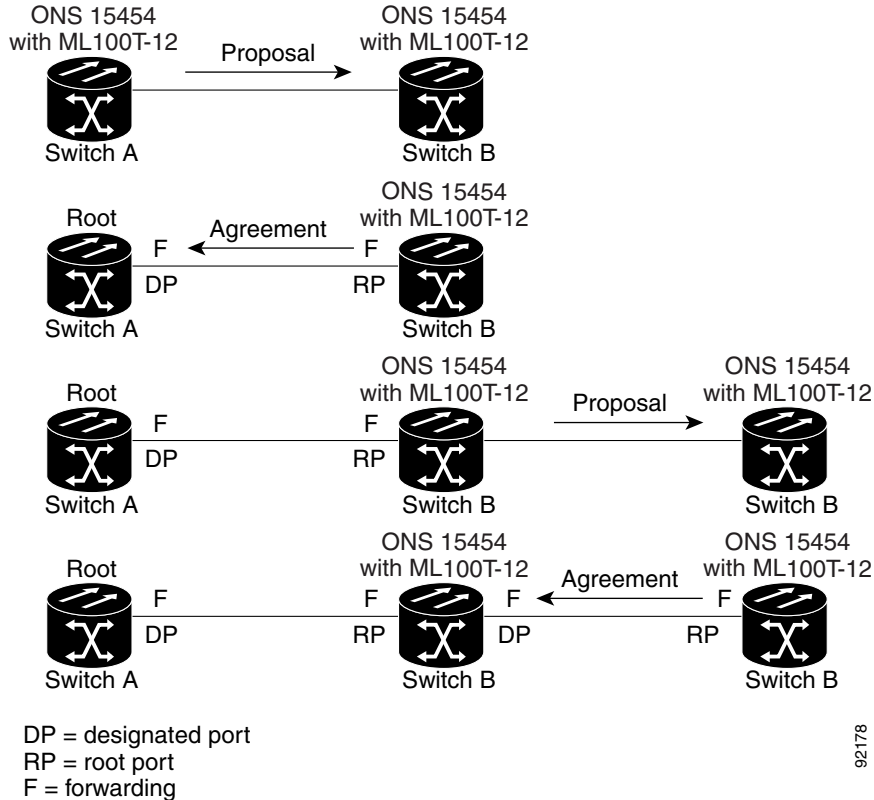 ONS 15454
with ML100T-12
ONS 15454
with ML100T-12
Proposal
Switch A
Switch B
ONS 15454
with ML100T-12
Root
Agreement
F
F
DP
RP
Switch A
Switch B
ONS 15454
with ML100T-12
ONS 15454
with ML100T-12
Root
Proposal
F
F
DP
RP
Switch A
Switch B
Switch B
ONS 15454
with ML100T-12
ONS 15454
with ML100T-12
Root
Agreement
F
F
F
F
DP
RP
DP
RP
Switch A
Switch B
Switch B
DP = designated port
RP = root port
F = forwarding
92178